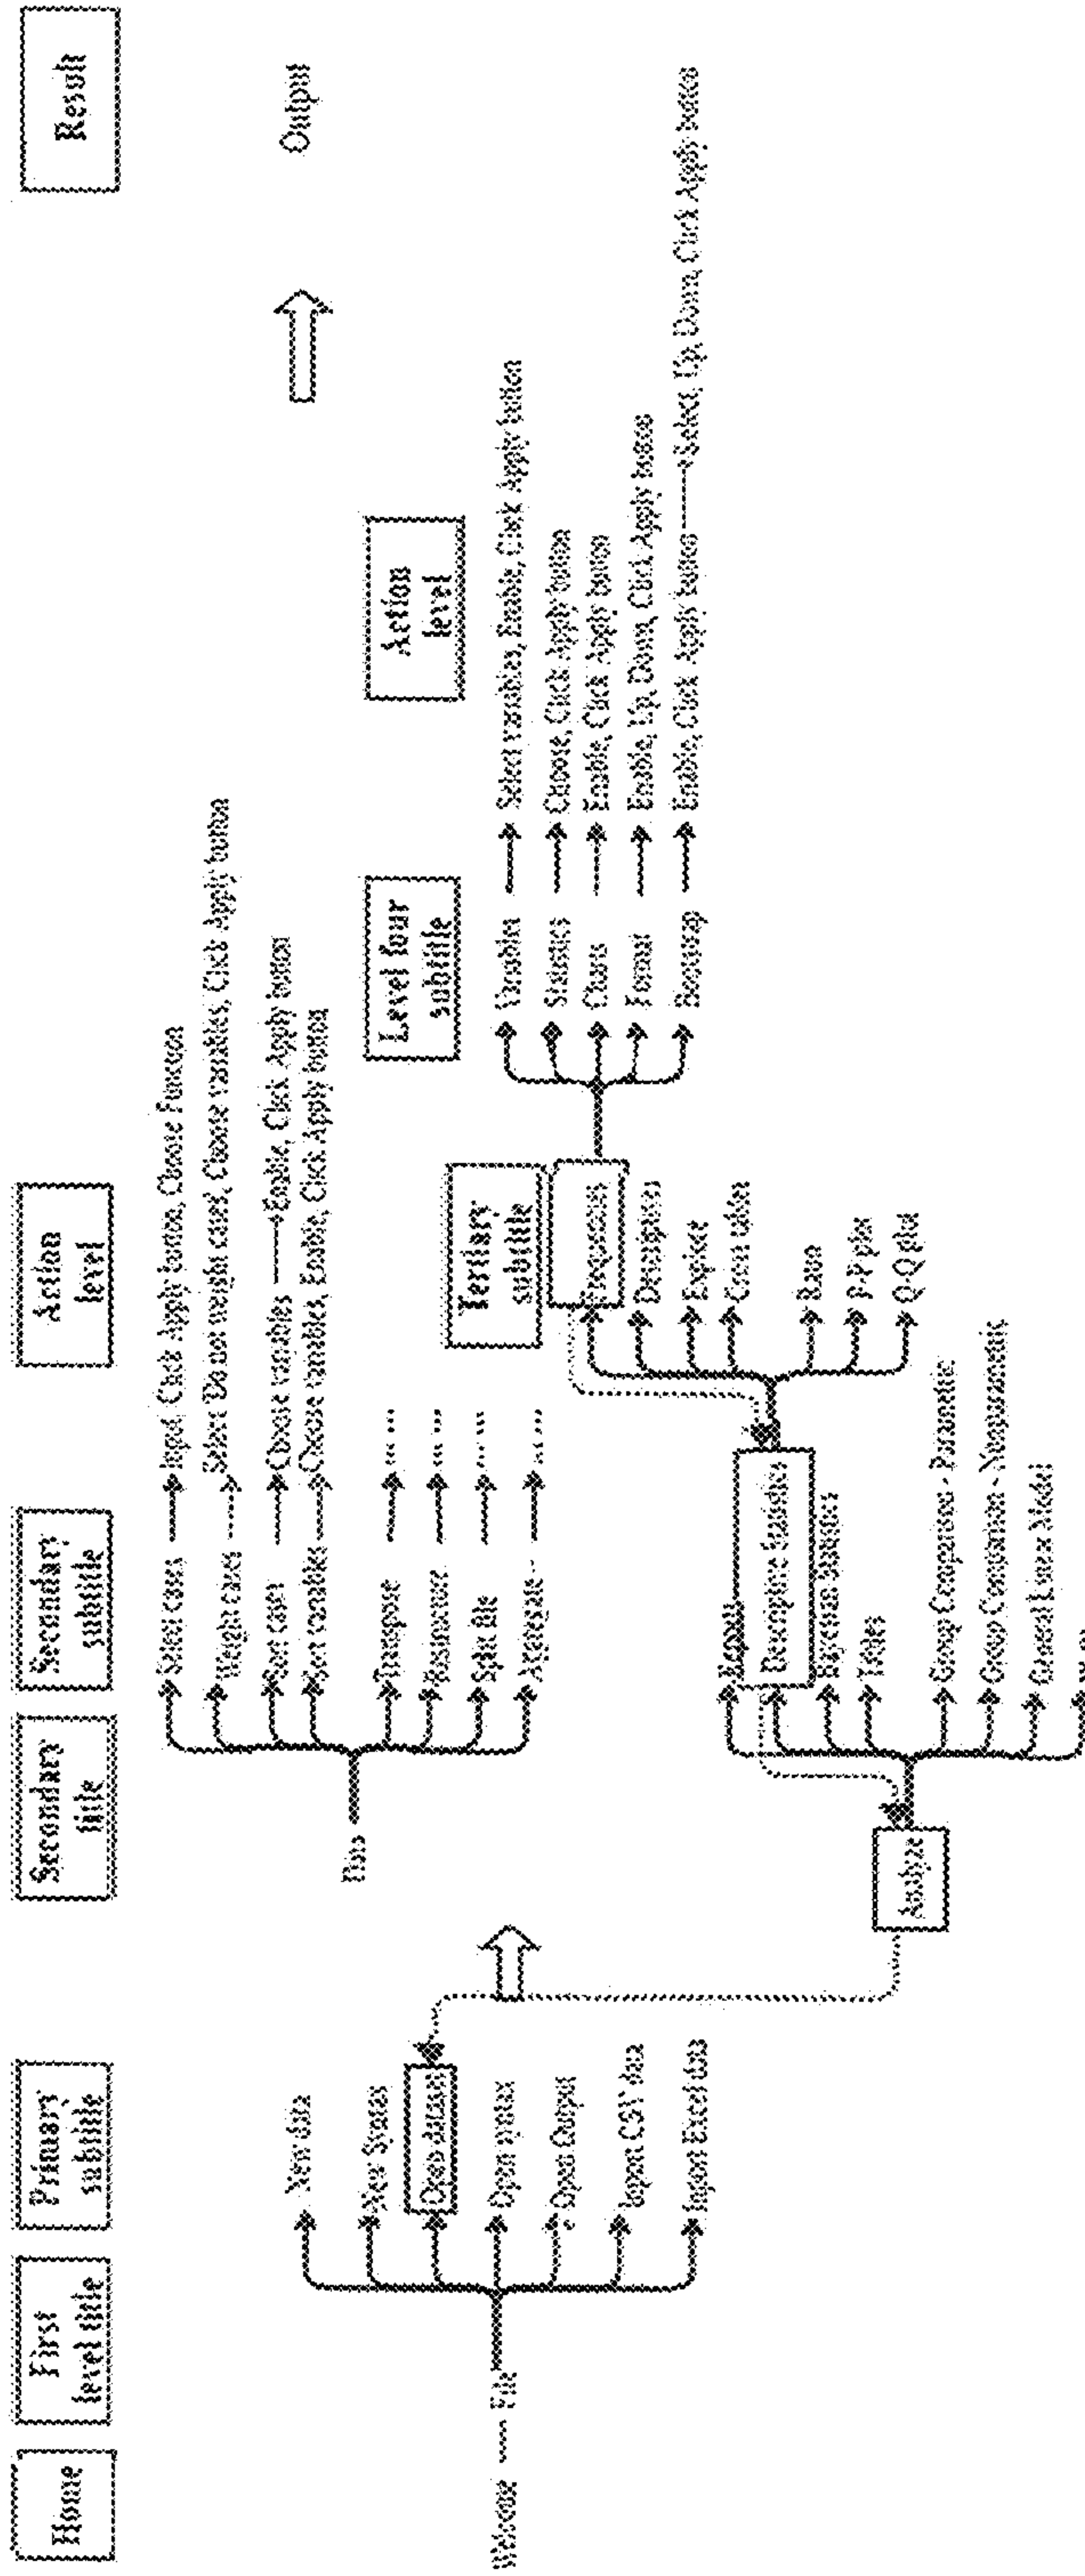 Home
First
level title
Primary
subtitle
Secondary
title
Secondary
subtitle
Action
level
Result
Welcome
File
New data
New Syntax
Open dataset
Open syntax
Open Output
Import CSV data
Import Excel data
Data
Select cases
Input, Click Apply button, Choose Function
Weight cases
Select Do not weight cases, Choose variables, Click Apply button
Sort cases
Choose variables
Enable, Click Apply button
Sort variables
Choose variables, Enable, Click Apply button
Transpose
... ...
Restructure
... ...
Split file
... ...
Aggregate
... ...
Output
Analyze
Reports
Descriptive Statistics
Bayesian Statistics
Tables
Group Comparison - Parametric
Group Comparison - Nonparametric
General Linear Model
Tertiary
subtitle
Frequencies
Descriptives
Explore
Cross tables
Ratio
P-P plot
Q-Q plot
Level four
subtitle
Action
level
Variables
Select variables, Enable, Click Apply button
Statistics
Choose, Click Apply button
Charts
Enable, Click Apply button
Format
Enable, Up, Down, Click Apply button
Bootstrap
Enable, Click Apply button
Select, Up, Down, Click Apply button